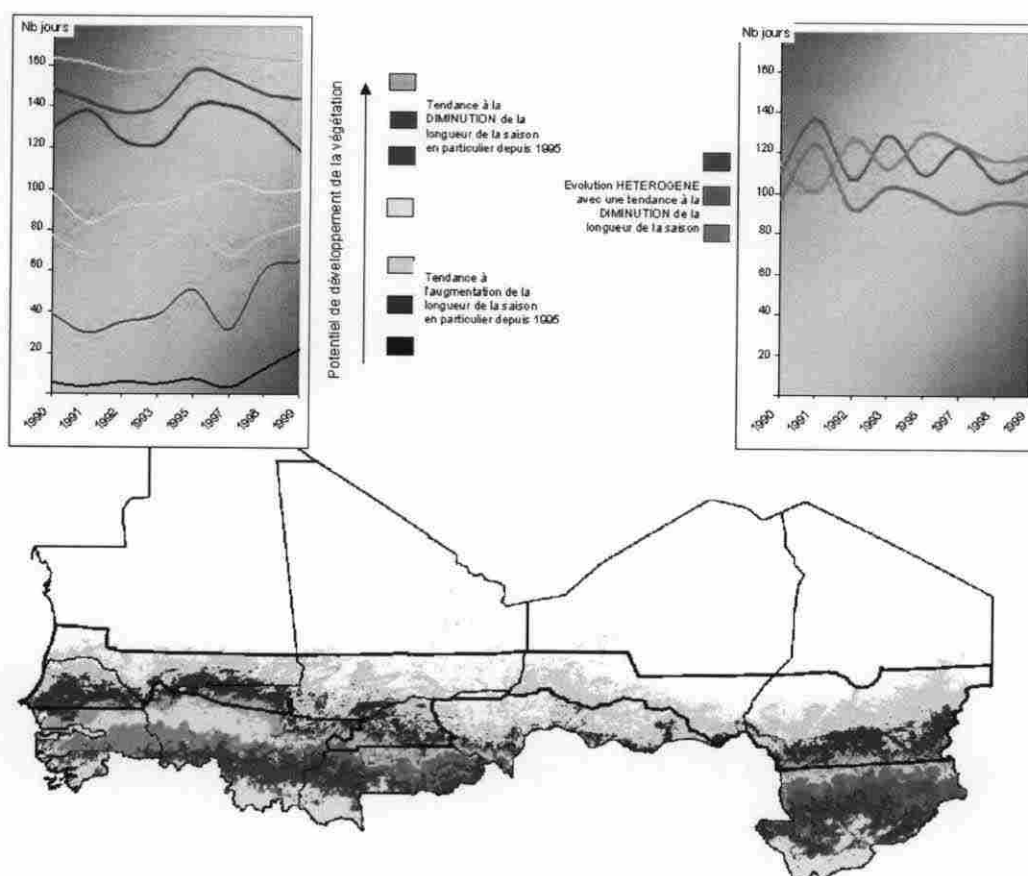 Nb jours
160
140
120
100
80
60
40
20
1990
1991
1992
1993
1995
1997
1998
1999
Potentiel de développement de la végétation
Tendance à la
DIMINUTION de la
longueur de la saison
en particulier depuis 1995
Tendance à
l'augmentation de la
longueur de la saison
en particulier depuis 1995
Evolution HETEROGENE
avec une tendance à la
DIMINUTION de la
longueur de la saison
Nb jours
160
140
120
100
80
60
40
20
1990
1991
1992
1993
1995
1997
1998
1999